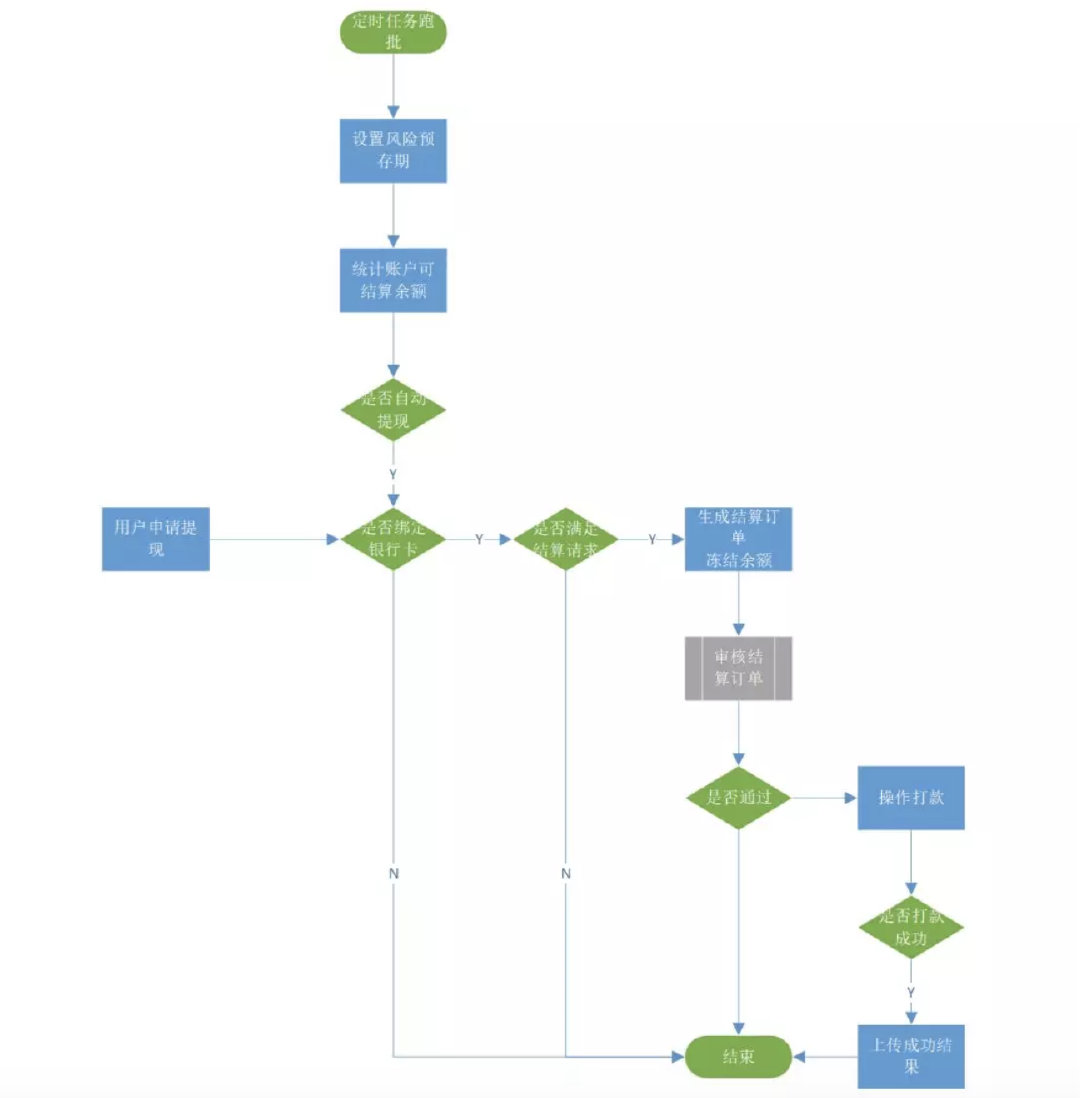 定时任务跑
批
设置风险预
存期
统计账户可
结算余额
是否自动
提现
Y
用户申请提
现
是否绑定
银行卡
Y
是否满足
结算请求
Y
生成结算订
单
冻结余额
审核结
算订单
是否通过
操作打款
N
N
是否打款
成功
Y
上传成功结
果
结束